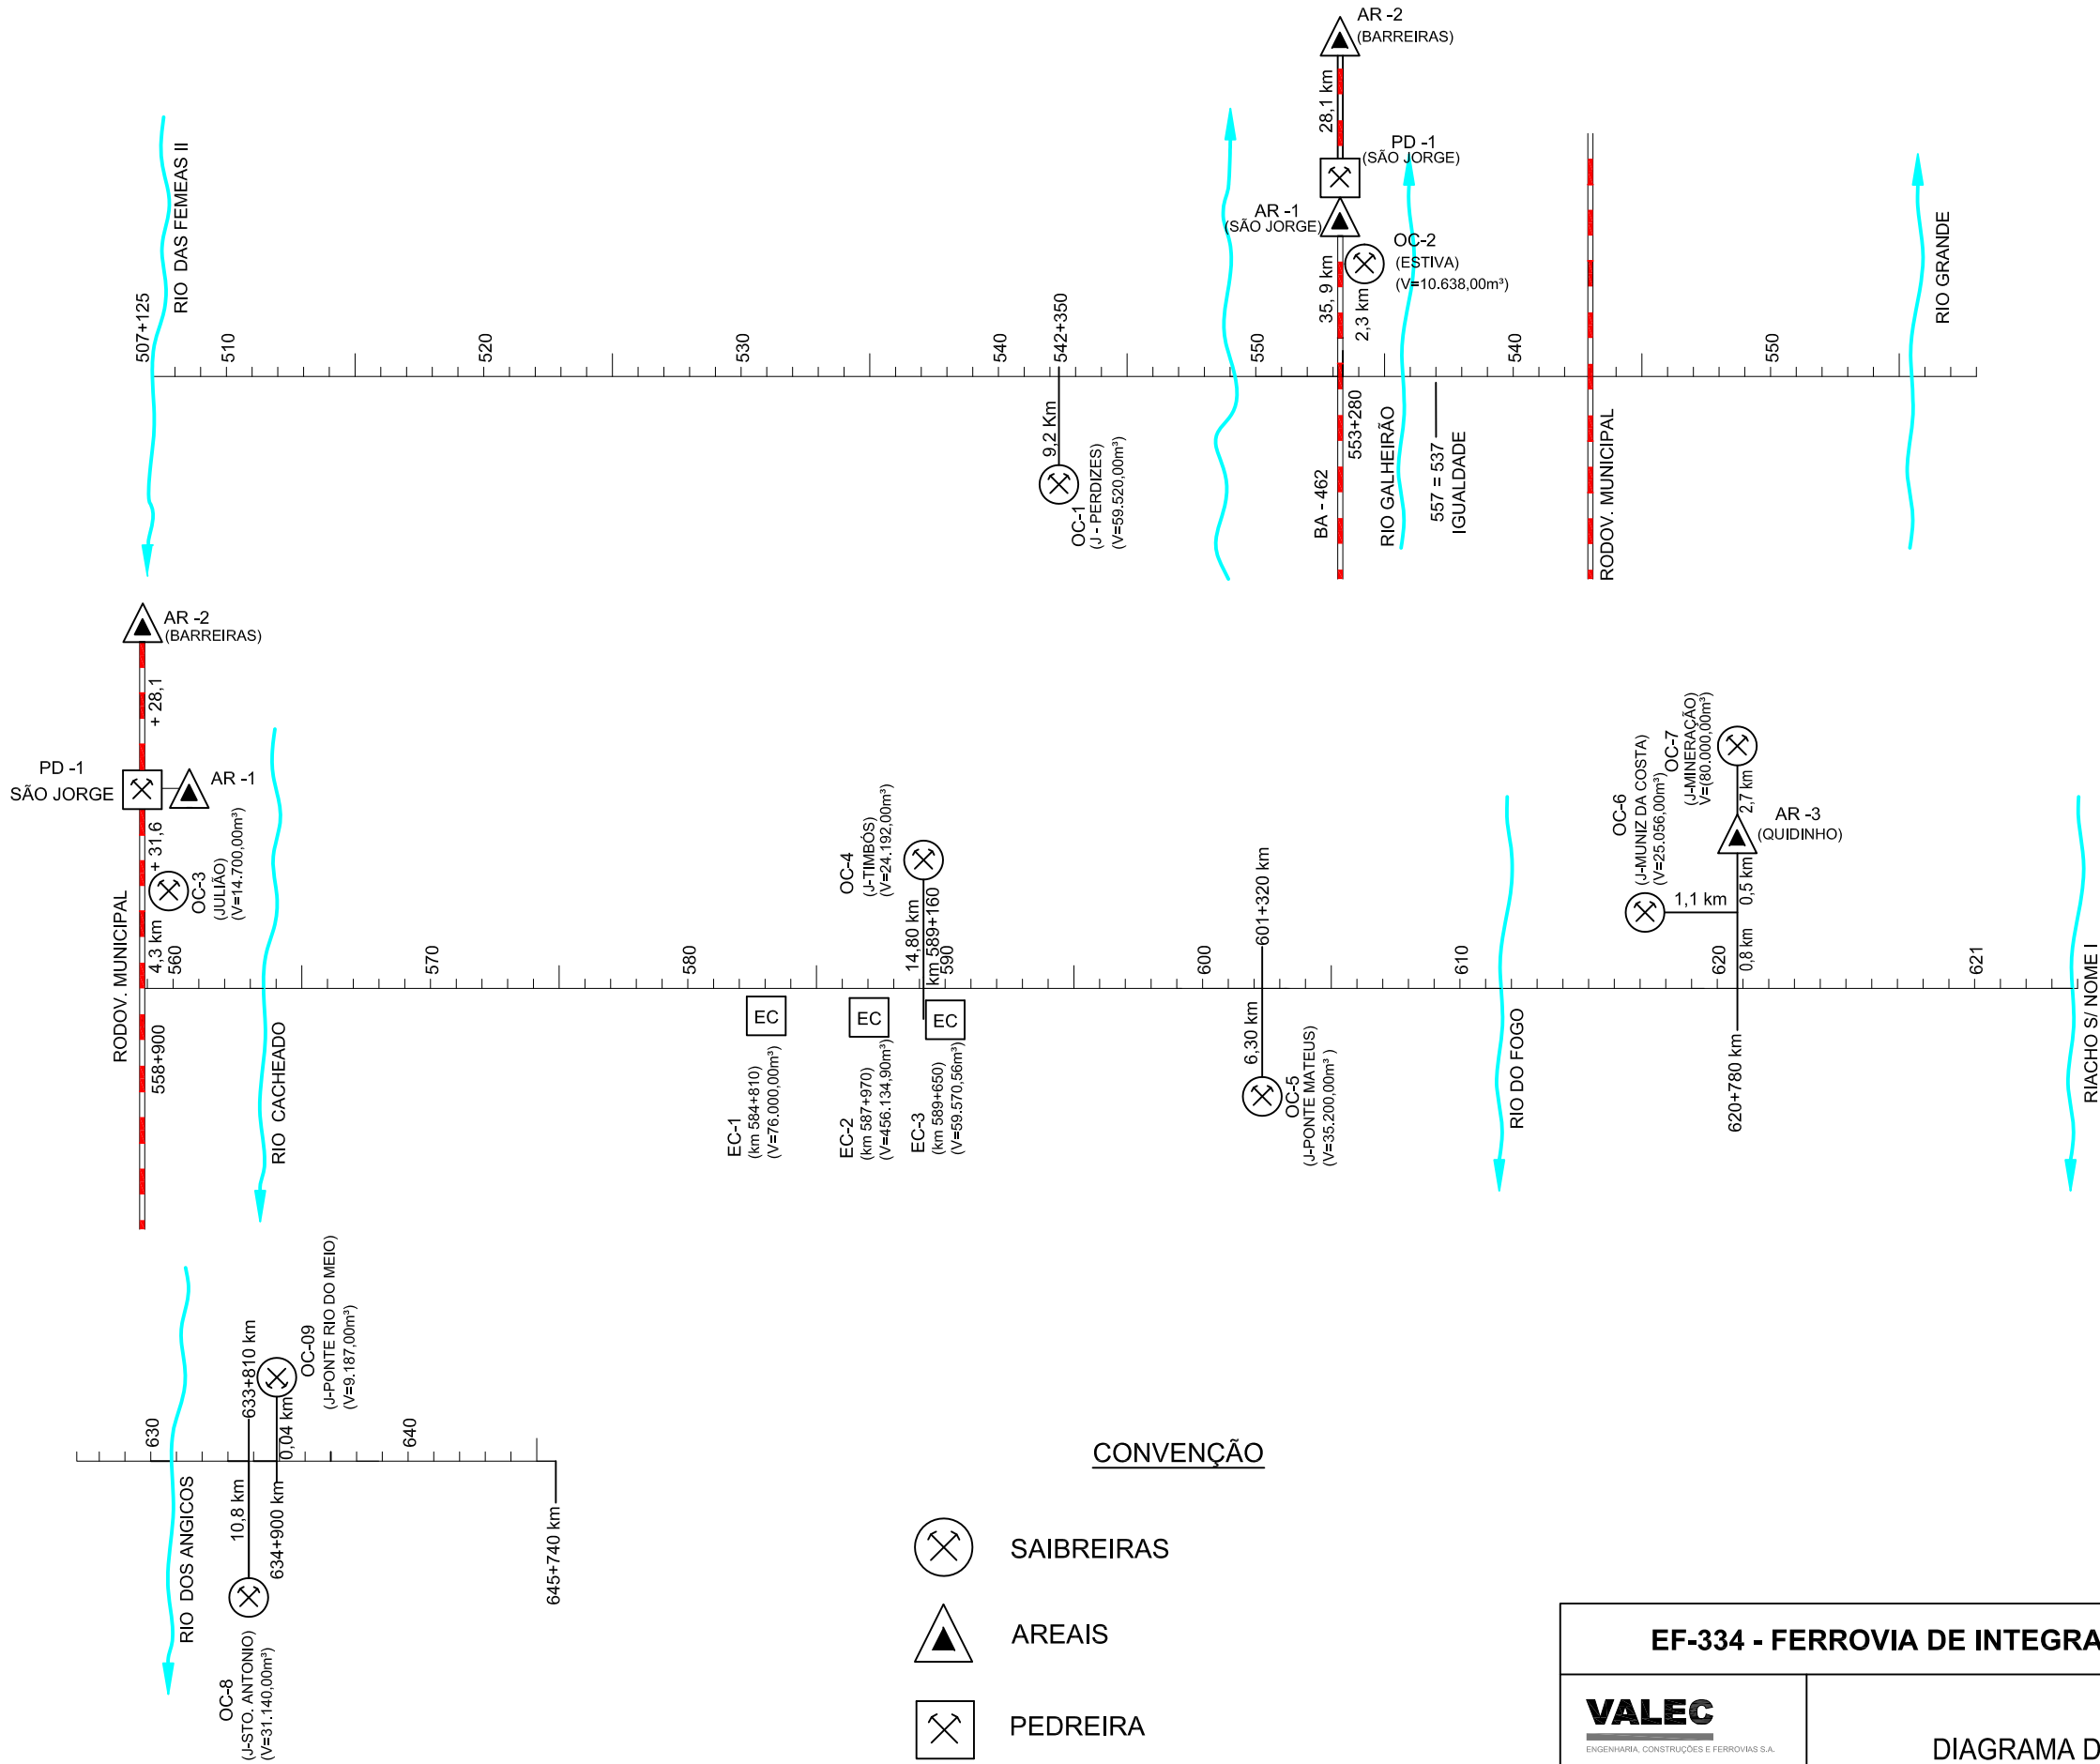 AR -2
(BARREIRAS)
28,1 km
PD -1
(SÃO JORGE)
AR -1
(SÃO JORGE)
OC-2
(ESTIVA)
(V=10.638,00m³)
35, 9 km
2,3 km
RIO DAS FEMEAS II
RIO GRANDE
507+125
510
520
530
540
542+350
550
540
550
9,2 Km
OC-1
(J - PERDIZES)
(V=59.520,00m³)
BA - 462
553+280
RIO GALHEIRÃO
557 = 537
IGUALDADE
RODOV. MUNICIPAL
AR -2
(BARREIRAS)
+ 28,1
PD -1
SÃO JORGE
AR -1
+ 31,6
OC-3
(JULIÃO)
(V=14.700,00m³)
RODOV. MUNICIPAL
4,3 km
560
558+900
RIO CACHEADO
570
580
OC-4
(J-TIMBÓS)
(V=24.192,00m³)
14,80 km
km 589+160
590
EC
EC
EC
EC-1
(km 584+810)
(V=76.000,00m³)
EC-2
(km 587+970)
(V=456.134,90m³)
EC-3
(km 589+650)
(V=59.570,56m³)
600
601+320 km
6,30 km
OC-5
(J-PONTE MATEUS)
(V=35.200,00m³ )
610
RIO DO FOGO
OC-6
(J-MUNIZ DA COSTA)
(V=25.056,00m³)
OC-7
(J-MINERAÇÃO)
V=(80.000,00m³)
2,7 km
AR -3
(QUIDINHO)
1,1 km
0,5 km
620
0,8 km
620+780 km
621
RIACHO S/ NOME I
630
RIO DOS ANGICOS
633+810 km
OC-09
(J-PONTE RIO DO MEIO)
(V=9.187,00m³)
0,04 km
640
10,8 km
634+900 km
OC-8
(J-STO. ANTONIO)
(V=31.140,00m³)
645+740 km
CONVENÇÃO
SAIBREIRAS
AREAIS
PEDREIRA
EF-334 - FERROVIA DE INTEGRA
VALEC
ENGENHARIA, CONSTRUÇÕES E FERROVIAS S.A.
DIAGRAMA D